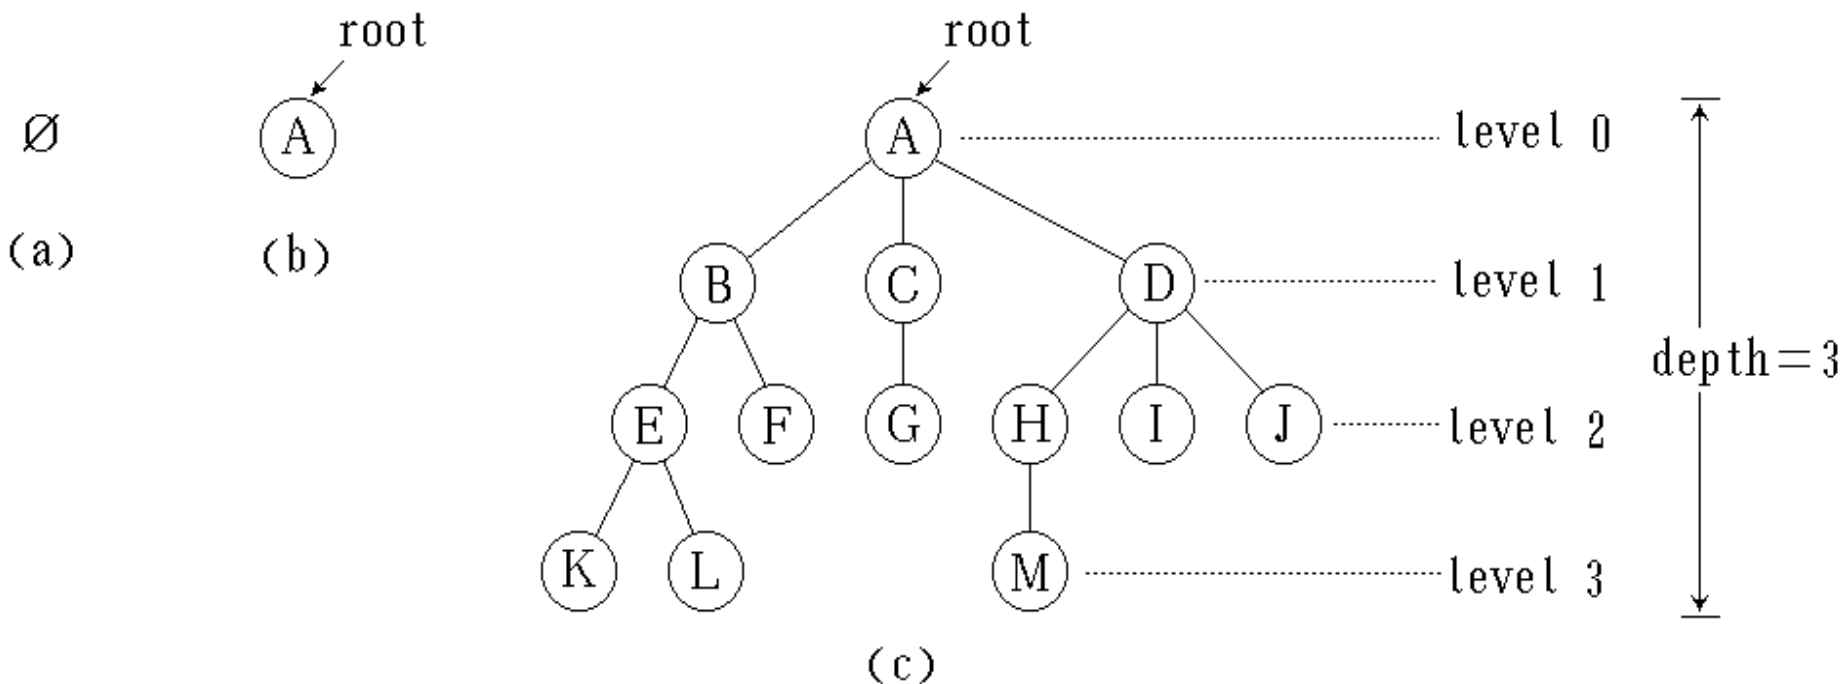 root
root
Ø
A
A
level 0
(a)
(b)
B
C
D
level 1
depth=3
E
F
G
H
I
J
level 2
K
L
M
level 3
(c)